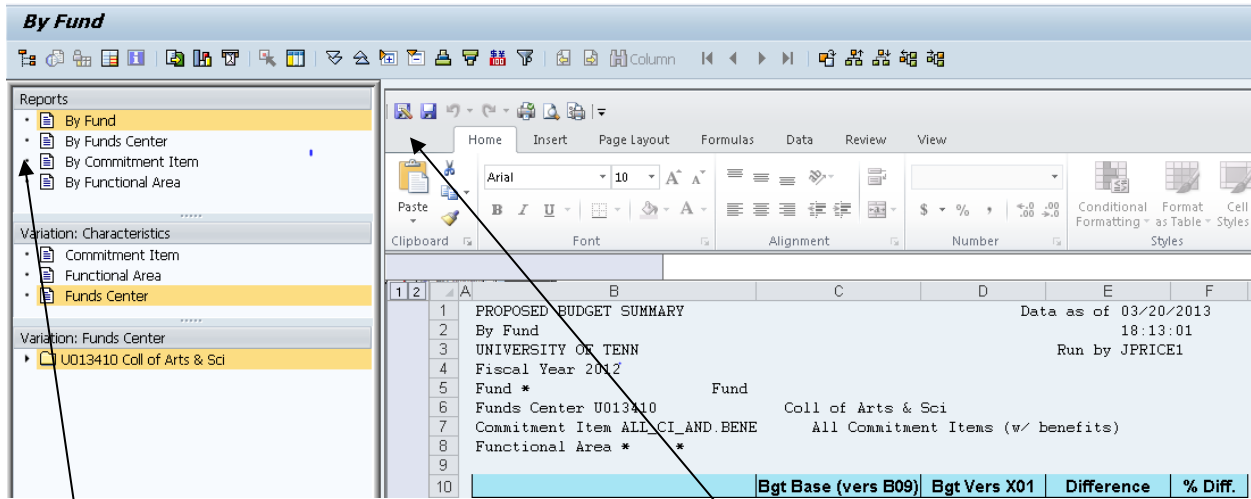 By Fund
Column
Reports
By Fund
By Funds Center
By Commitment Item
By Functional Area
Variation: Characteristics
Commitment Item
Functional Area
Funds Center
Variation: Funds Center
U013410 Coll of Arts & Sci
Home Insert Page Layout Formulas Data Review View
Paste
Arial 10 A A
B I U A
$ % , .0 .00 .00 .0
Conditional Formatting Format as Table Cell Styles
Clipboard Font Alignment Number Styles
1 2 A B C D E F
1 PROPOSED BUDGET SUMMARY Data as of 03/20/2013
2 By Fund 18:13:01
3 UNIVERSITY OF TENN Run by JPRICE1
4 Fiscal Year 2012
5 Fund * Fund
6 Funds Center U013410 Coll of Arts & Sci
7 Commitment Item ALL_CI_AND.BENE All Commitment Items (w/ benefits)
8 Functional Area * *
9
10 Bgt Base (vers B09) Bgt Vers X01 Difference % Diff.